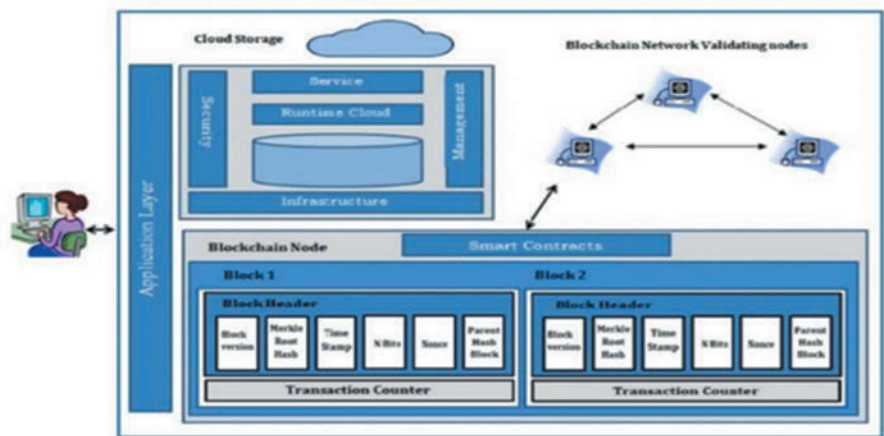 Cloud Storage
Blockchain Network Validating nodes
Application Layer
Security
Service
Runtime Cloud
Management
Infrastructure
Blockchain Node
Smart Contracts
Block 1
Block Header
Block
version
Merkle
Root
Hash
Time
Stamp
N Bits
Nonce
Parent
Hash
Block
Transaction Counter
Block 2
Block Header
Block
version
Merkle
Root
Hash
Time
Stamp
N Bits
Nonce
Parent
Hash
Block
Transaction Counter